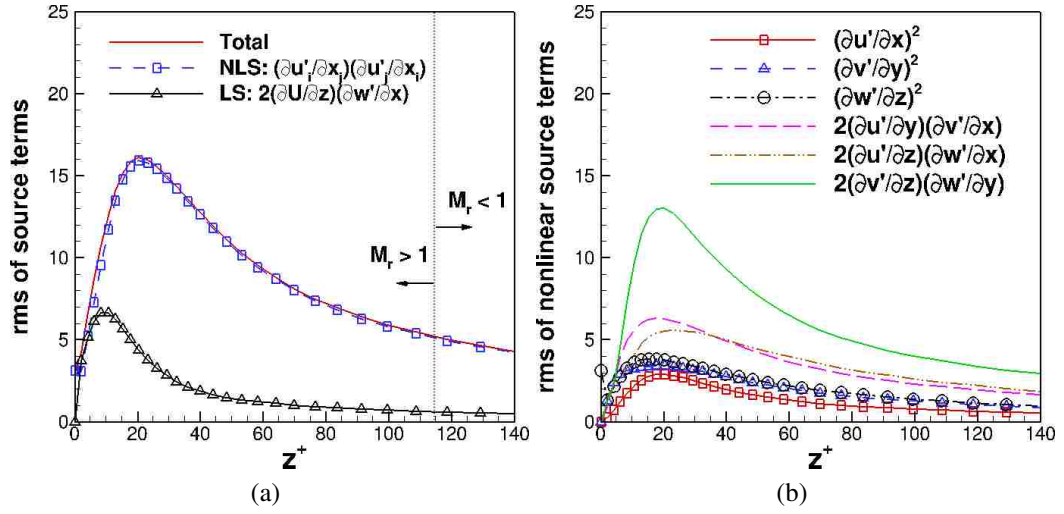 25
20
15
10
5
0
rms of source terms
Total
NLS: (∂u'ᵢ/∂xⱼ)(∂u'ⱼ/∂xᵢ)
LS: 2(∂U/∂z)(∂w'/∂x)
Mᵣ < 1
Mᵣ > 1
0 20 40 60 80 100 120 140
z⁺
(a)
25
20
15
10
5
0
rms of nonlinear source terms
(∂u'/∂x)²
(∂v'/∂y)²
(∂w'/∂z)²
2(∂u'/∂y)(∂v'/∂x)
2(∂u'/∂z)(∂w'/∂x)
2(∂v'/∂z)(∂w'/∂y)
0 20 40 60 80 100 120 140
z⁺
(b)